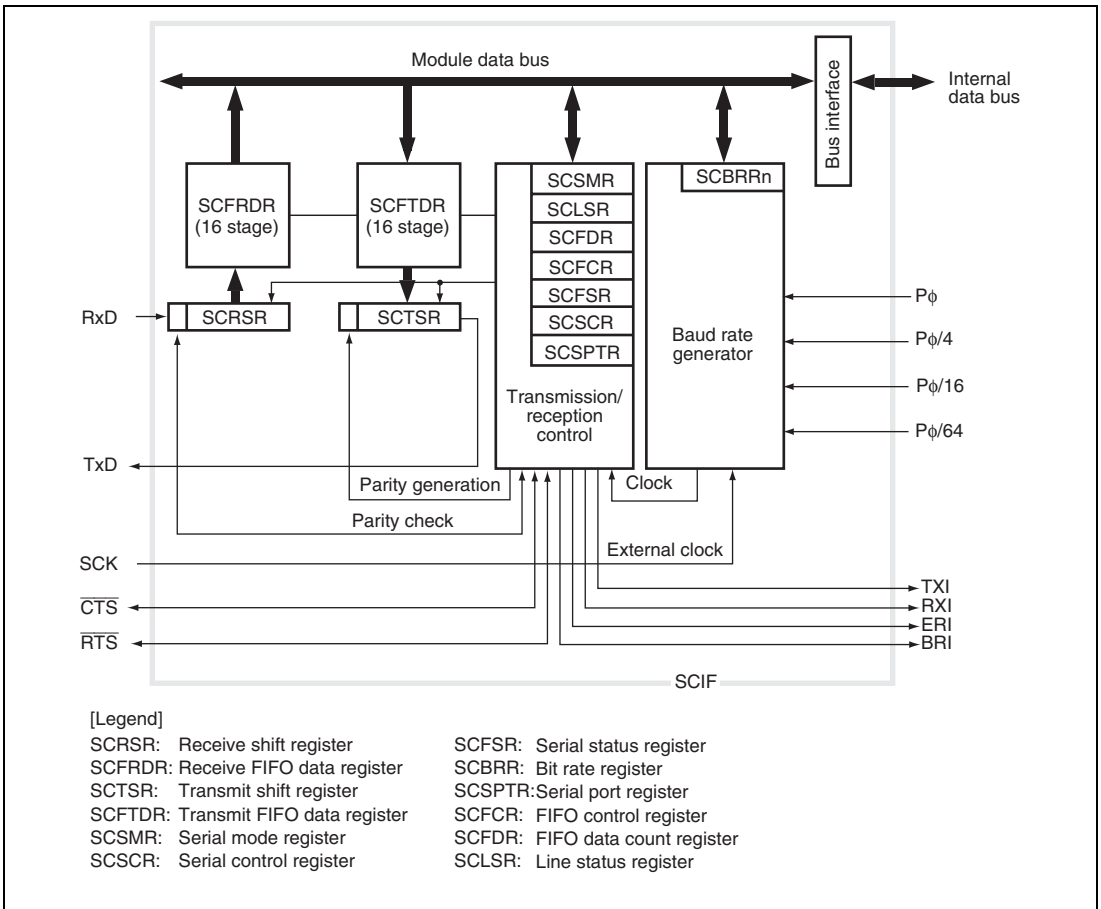 Module data bus
Bus interface
Internal
data bus
SCFRDR
(16 stage)
SCFTDR
(16 stage)
SCSMR
SCLSR
SCFDR
SCFCR
SCFSR
SCSCR
SCSPTR
Transmission/
reception
control
SCBRRn
Baud rate
generator
Pϕ
Pϕ/4
Pϕ/16
Pϕ/64
RxD
SCRSR
SCTSR
TxD
Parity generation
Clock
Parity check
External clock
SCK
CTS
RTS
TXI
RXI
ERI
BRI
SCIF
[Legend]
SCRSR: Receive shift register
SCFRDR: Receive FIFO data register
SCTSR: Transmit shift register
SCFTDR: Transmit FIFO data register
SCSMR: Serial mode register
SCSCR: Serial control register
SCFSR: Serial status register
SCBRR: Bit rate register
SCSPTR: Serial port register
SCFCR: FIFO control register
SCFDR: FIFO data count register
SCLSR: Line status register